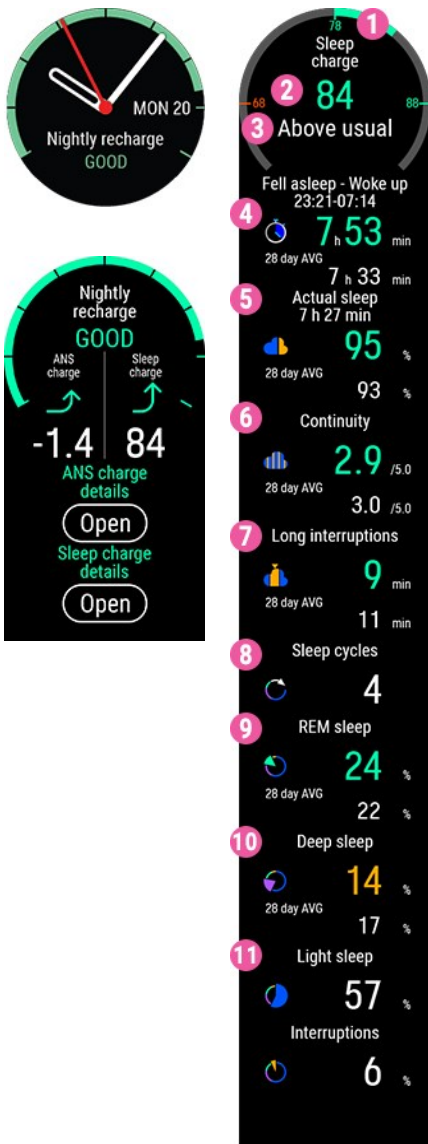 MON 20
Nightly recharge
GOOD
Nightly
recharge
GOOD
ANS
charge
Sleep
charge
-1.4
84
ANS charge
details
Open
Sleep charge
details
Open
1
78
Sleep
charge
2
84
68
88
3
Above usual
Fell asleep - Woke up
23:21-07:14
4
7 h 53 min
28 day AVG
7 h 33 min
5
Actual sleep
7 h 27 min
95 %
28 day AVG
93 %
6
Continuity
2.9 /5.0
28 day AVG
3.0 /5.0
7
Long interruptions
9 min
28 day AVG
11 min
8
Sleep cycles
4
9
REM sleep
24 %
28 day AVG
22 %
10
Deep sleep
14 %
28 day AVG
17 %
11
Light sleep
57 %
Interruptions
6 %